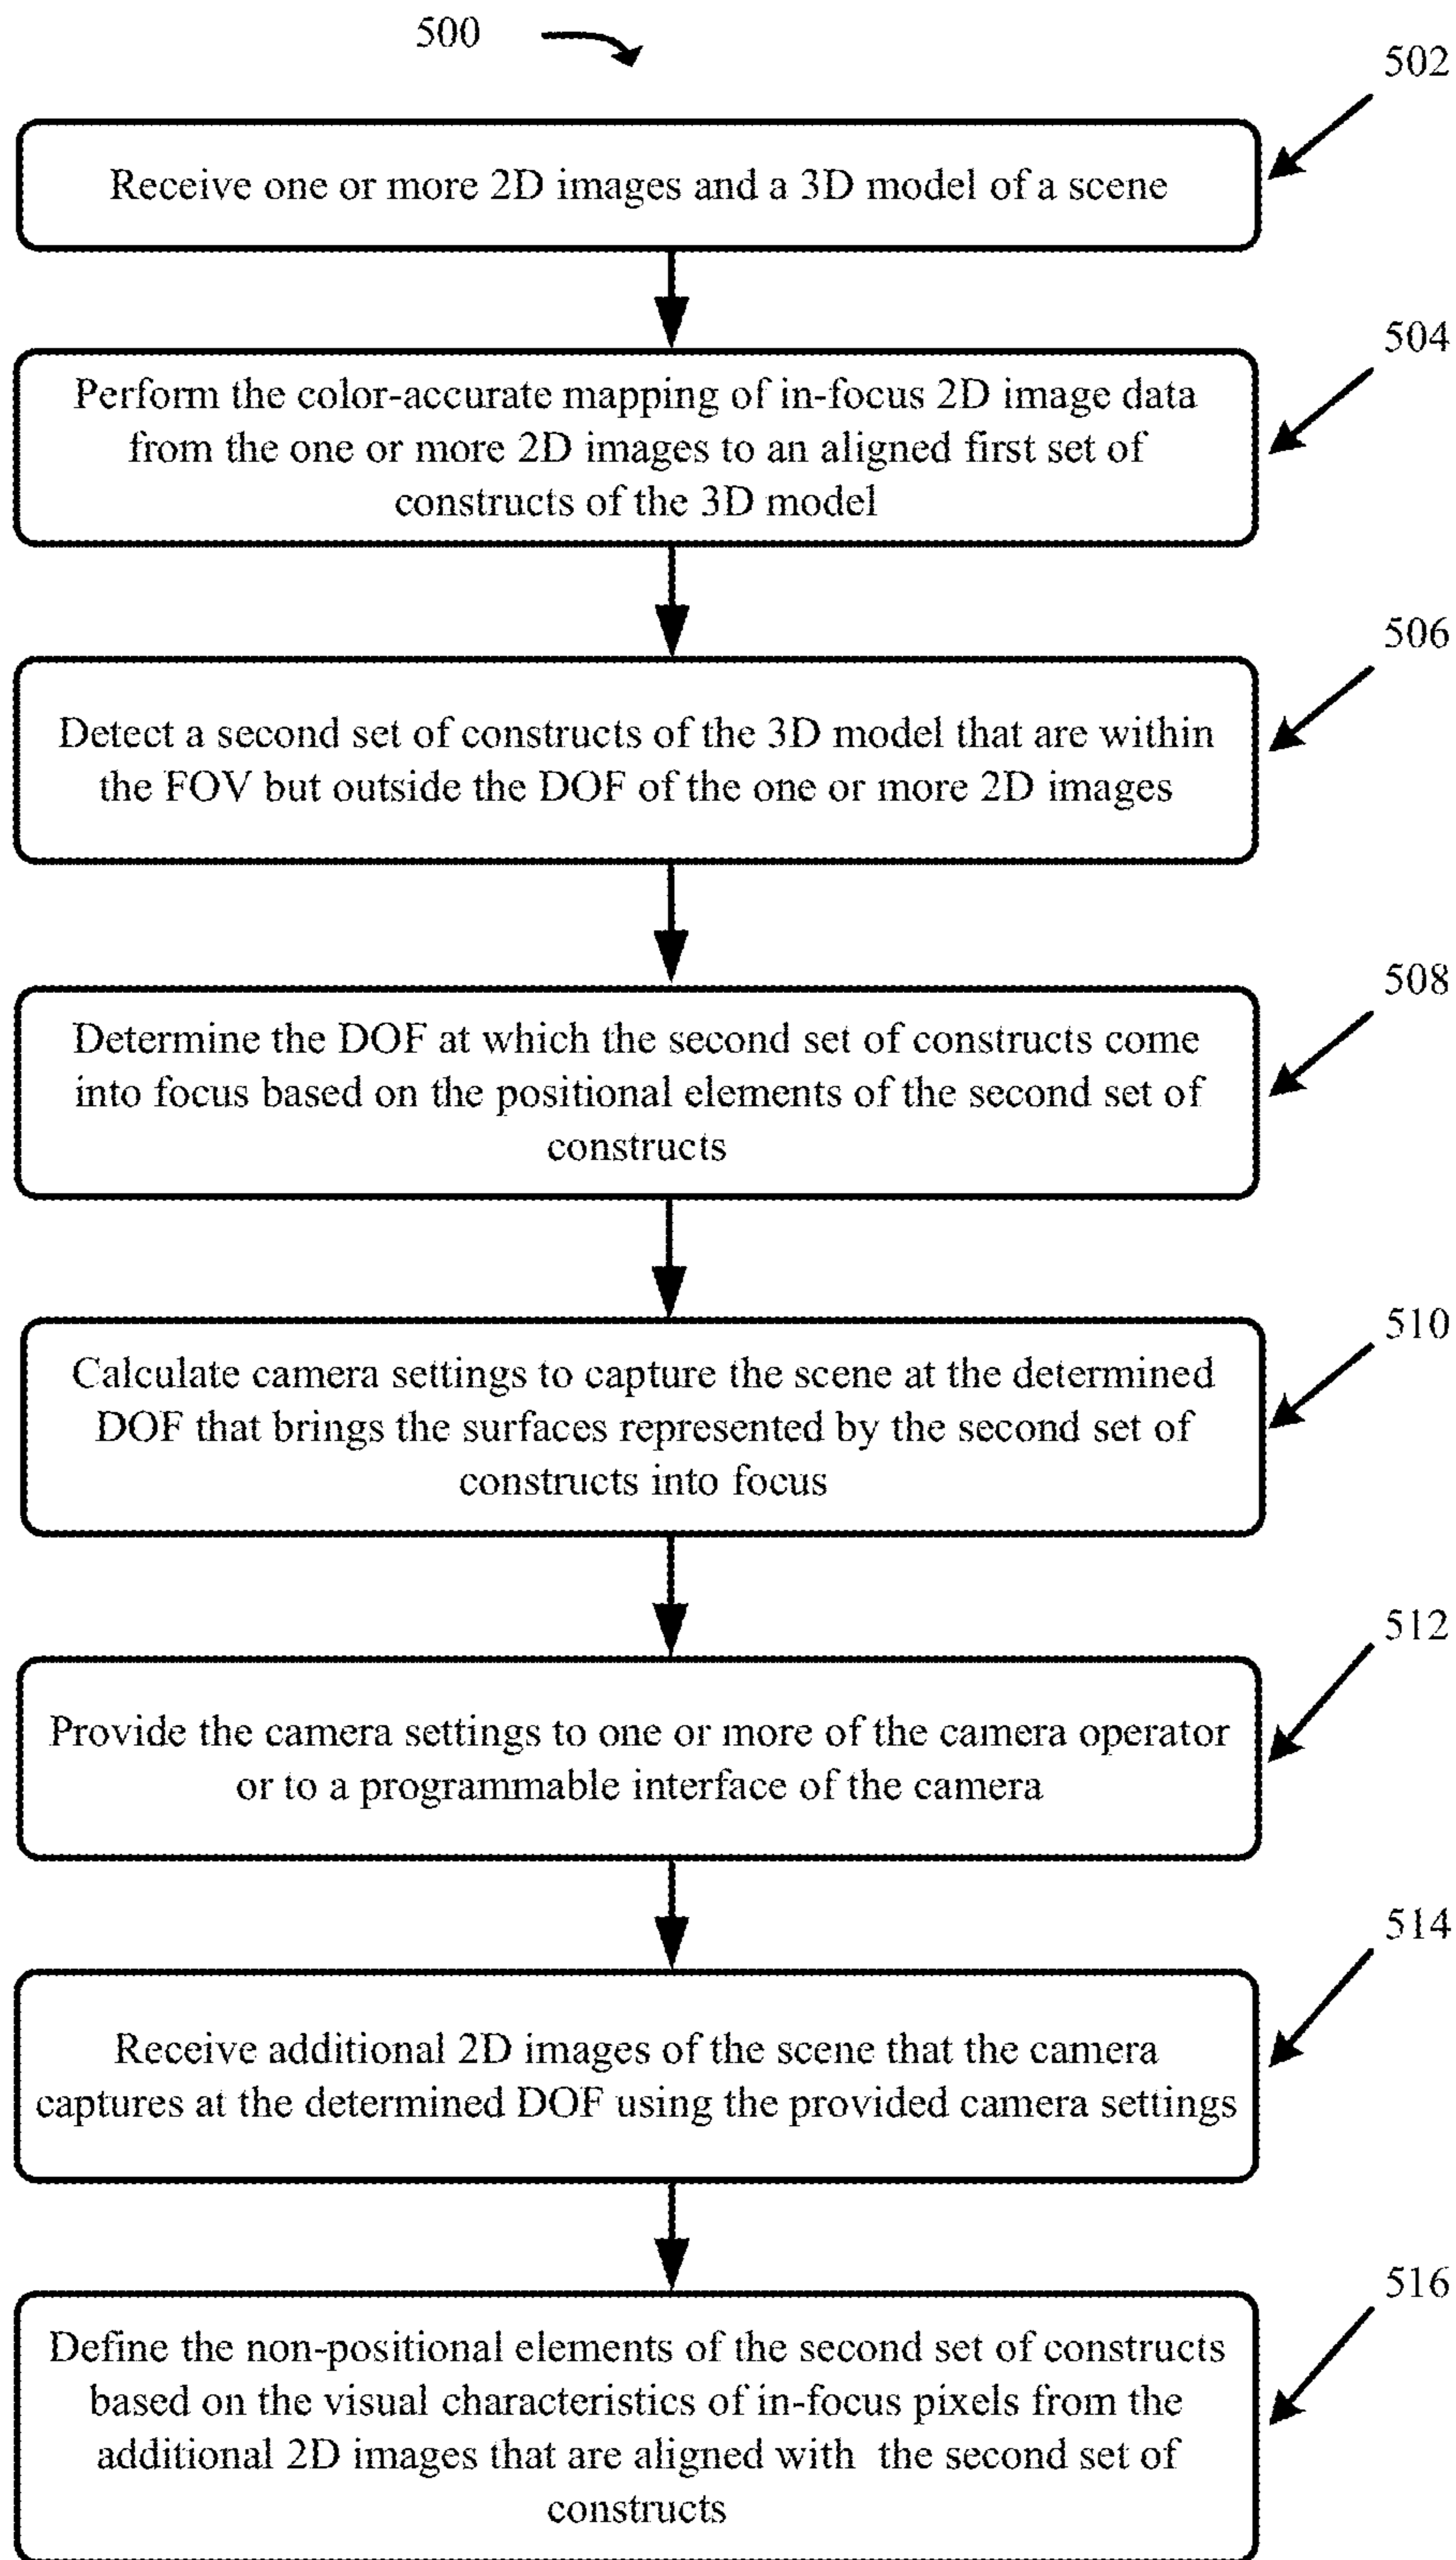 500
502
Receive one or more 2D images and a 3D model of a scene
504
Perform the color-accurate mapping of in-focus 2D image data
from the one or more 2D images to an aligned first set of
constructs of the 3D model
506
Detect a second set of constructs of the 3D model that are within
the FOV but outside the DOF of the one or more 2D images
508
Determine the DOF at which the second set of constructs come
into focus based on the positional elements of the second set of
constructs
510
Calculate camera settings to capture the scene at the determined
DOF that brings the surfaces represented by the second set of
constructs into focus
512
Provide the camera settings to one or more of the camera operator
or to a programmable interface of the camera
514
Receive additional 2D images of the scene that the camera
captures at the determined DOF using the provided camera settings
516
Define the non-positional elements of the second set of constructs
based on the visual characteristics of in-focus pixels from the
additional 2D images that are aligned with the second set of
constructs